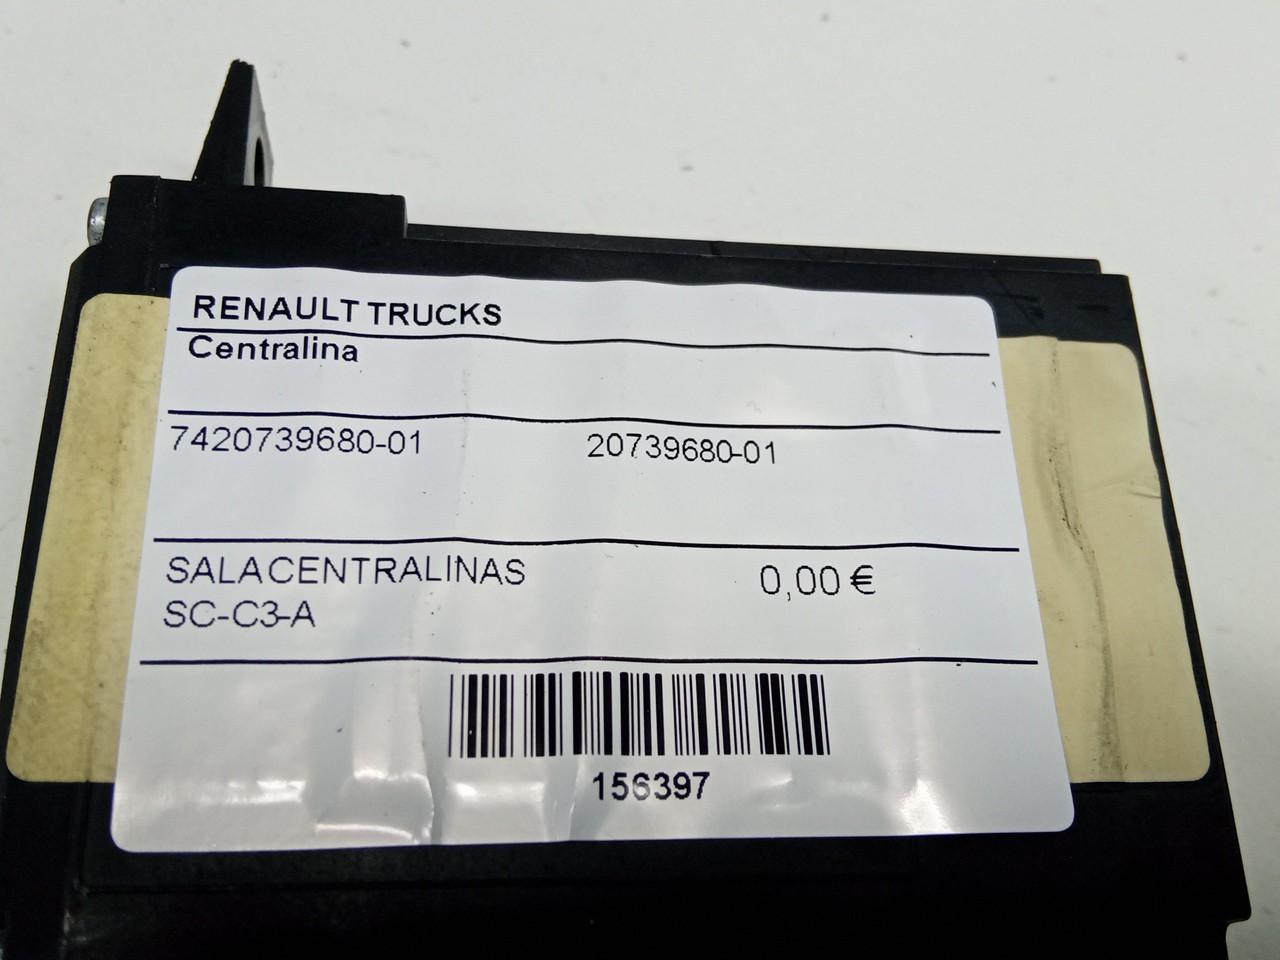 RENAULT TRUCKS
Centralina
7420739680-01 20739680-01
SALACENTRALINAS 0,00 €
SC-C3-A
156397